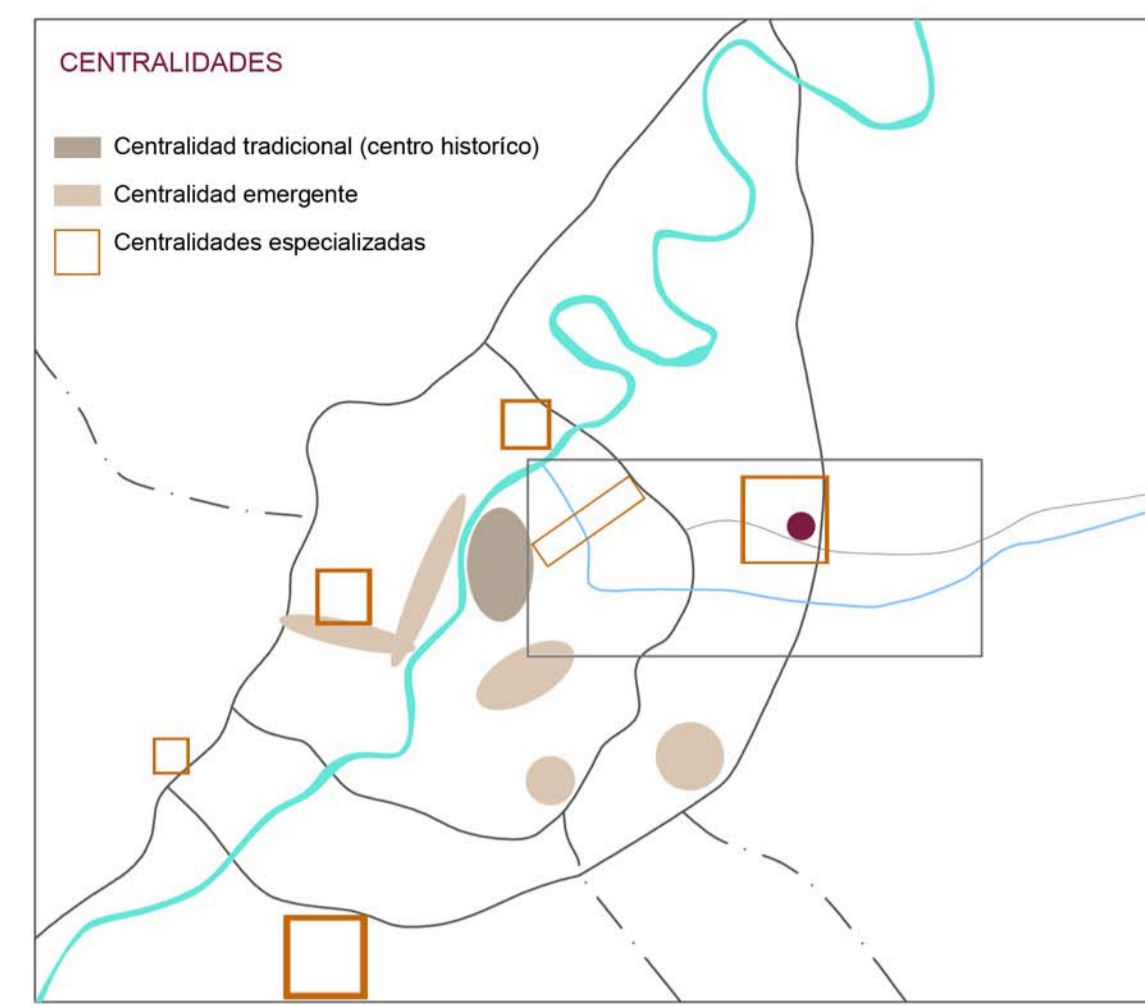 CENTRALIDADES
Centralidad tradicional (centro historíco)
Centralidad emergente
Centralidades especializadas